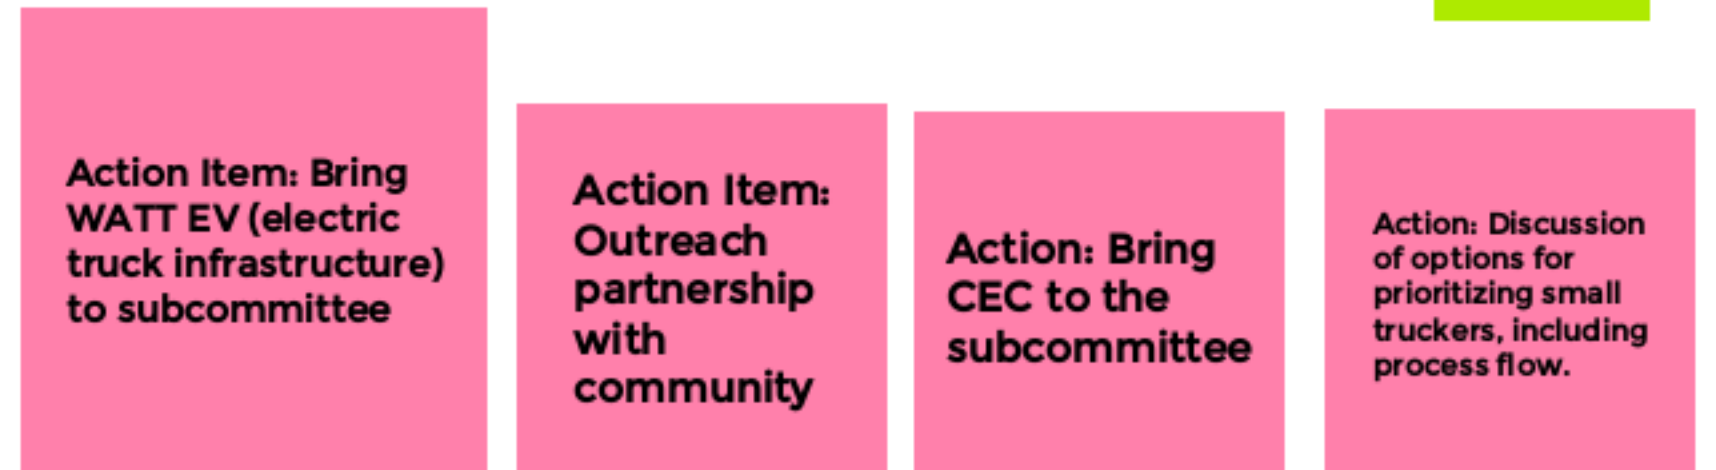 Action Item: Bring
WATT EV (electric
truck infrastructure)
to subcommittee
Action Item:
Outreach
partnership
with
community
Action: Bring
CEC to the
subcommittee
Action: Discussion
of options for
prioritizing small
truckers, including
process flow.